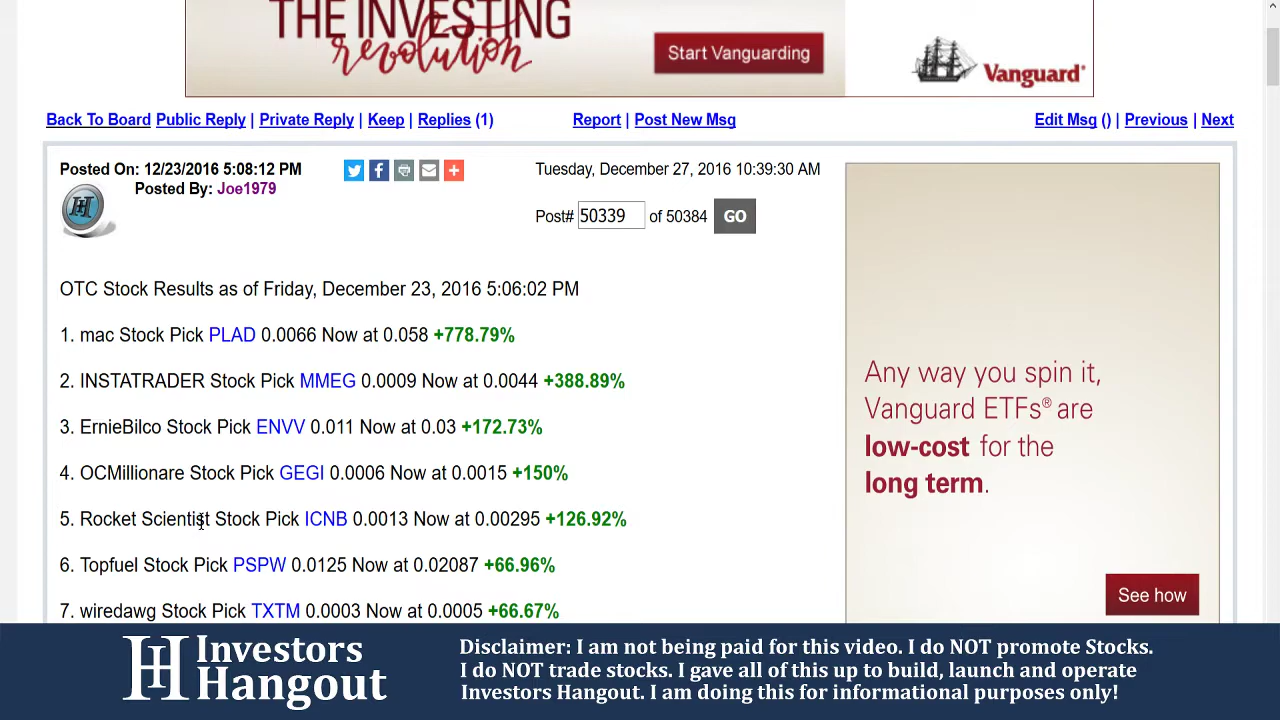 THE INVESTING
revolution
Start Vanguarding
Vanguard®
Back To Board Public Reply | Private Reply | Keep | Replies (1)
Report | Post New Msg
Edit Msg () | Previous | Next
Posted On: 12/23/2016 5:08:12 PM
Posted By: Joe1979
Tuesday, December 27, 2016 10:39:30 AM
Post# 50339 of 50384 GO
OTC Stock Results as of Friday, December 23, 2016 5:06:02 PM
1. mac Stock Pick PLAD 0.0066 Now at 0.058 +778.79%
2. INSTATRADER Stock Pick MMEG 0.0009 Now at 0.0044 +388.89%
3. ErnieBilco Stock Pick ENVV 0.011 Now at 0.03 +172.73%
4. OCMillionare Stock Pick GEGI 0.0006 Now at 0.0015 +150%
5. Rocket Scientist Stock Pick ICNB 0.0013 Now at 0.00295 +126.92%
6. Topfuel Stock Pick PSPW 0.0125 Now at 0.02087 +66.96%
7. wiredawg Stock Pick TXTM 0.0003 Now at 0.0005 +66.67%
Any way you spin it,
Vanguard ETFs® are
low-cost for the
long term.
See how
H
Investors
Hangout
Disclaimer: I am not being paid for this video. I do NOT promote Stocks.
I do NOT trade stocks. I gave all of this up to build, launch and operate
Investors Hangout. I am doing this for informational purposes only!